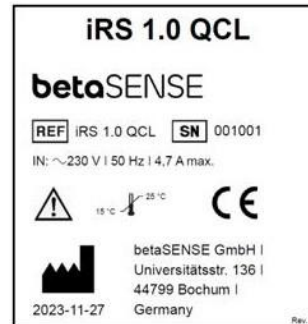 iRS 1.0 QCL
betaSENSE
REF iRS 1.0 QCL SN 001001
IN: ~230 V I 50 Hz I 4,7 A max.
15 °C 25 °C
CE
betaSENSE GmbH I
Universitätsstr. 136 I
44799 Bochum I
2023-11-27 Germany
Rev.